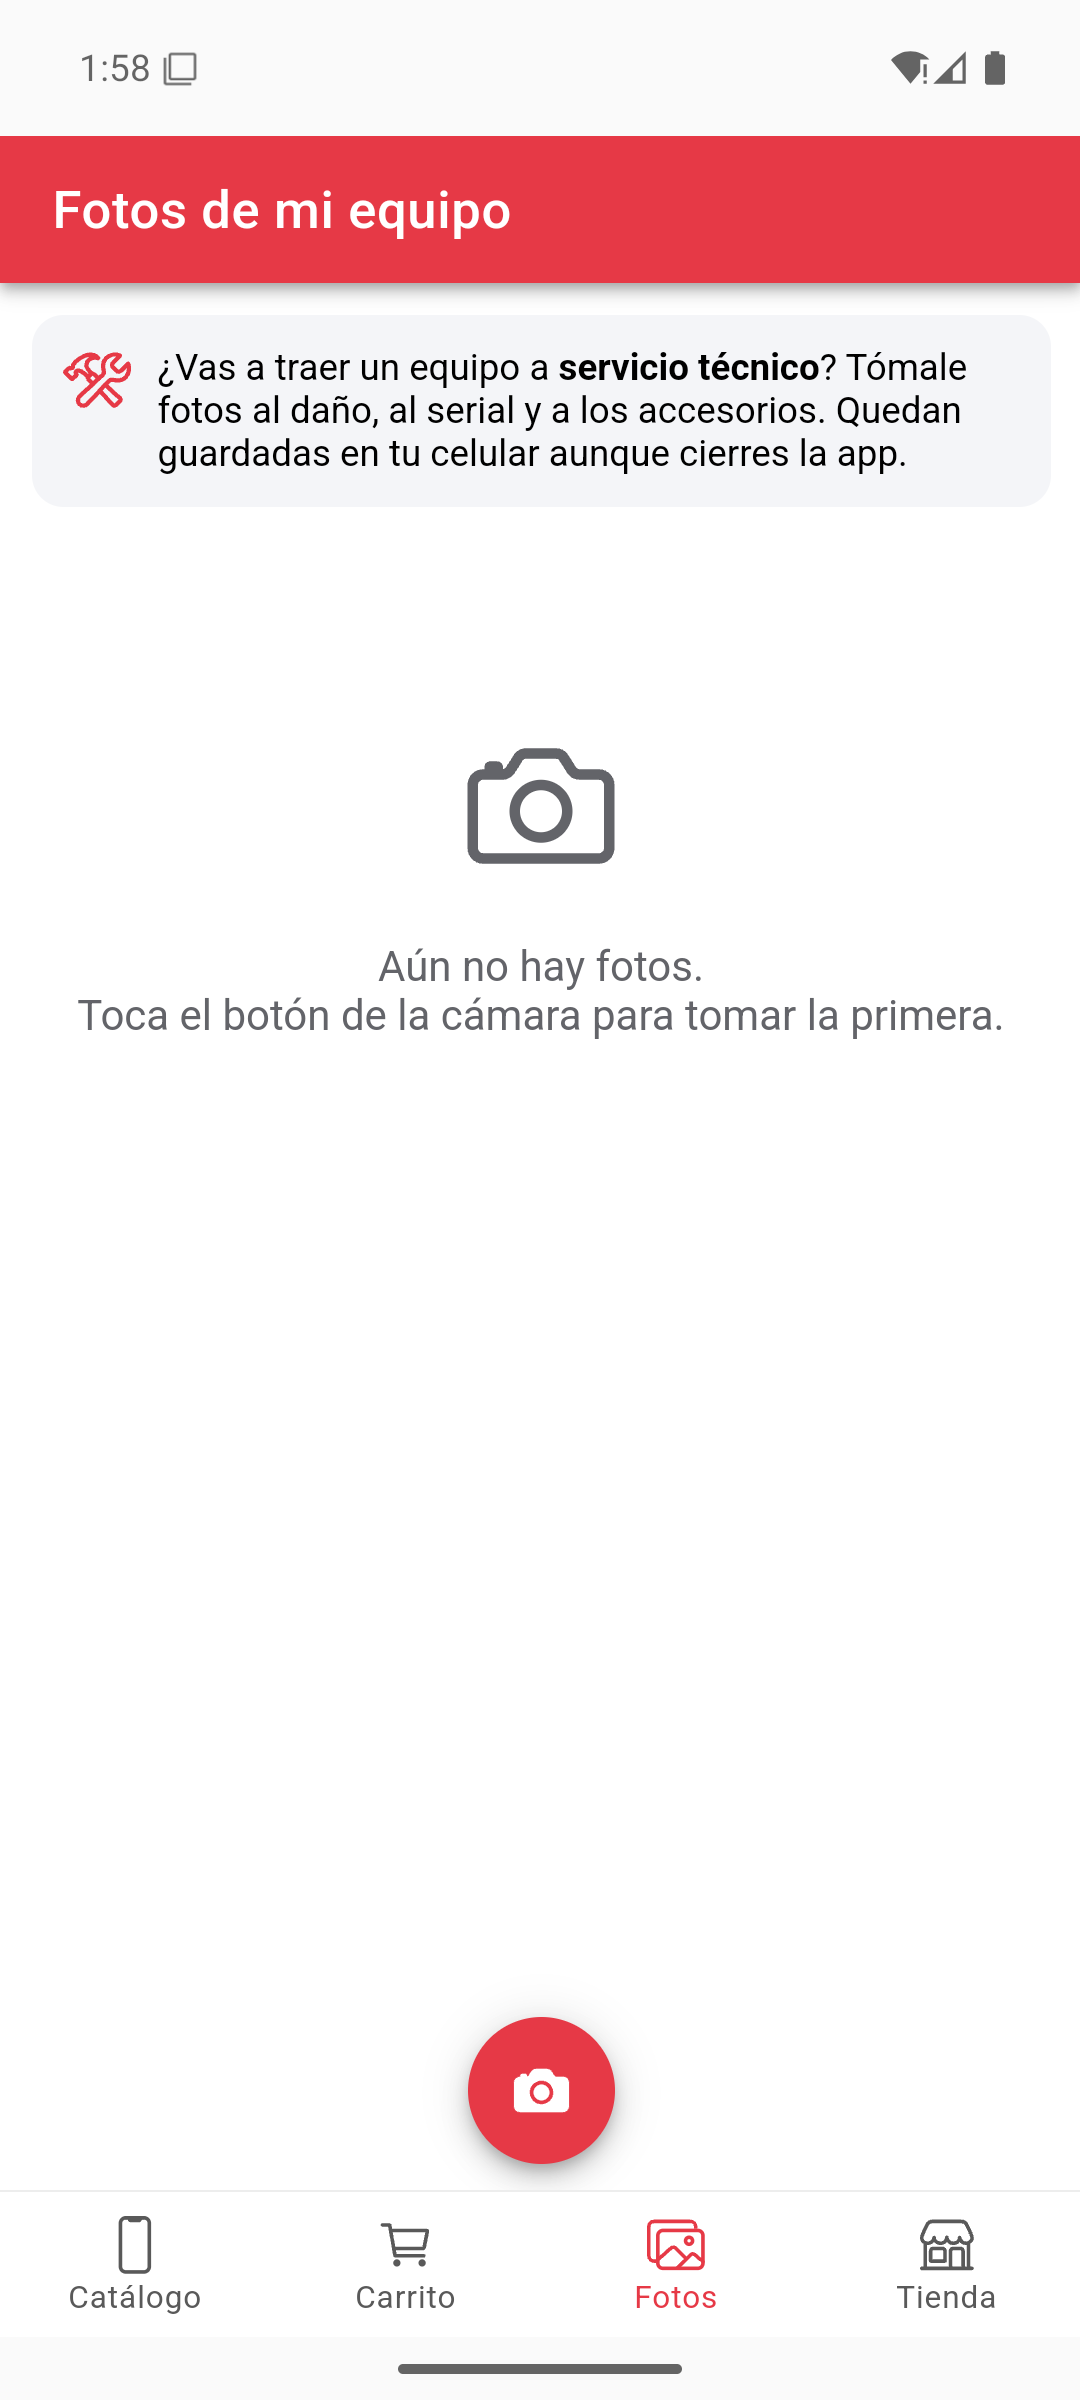 1:58
Fotos de mi equipo
¿Vas a traer un equipo a servicio técnico? Tómale
fotos al daño, al serial y a los accesorios. Quedan
guardadas en tu celular aunque cierres la app.
Aún no hay fotos.
Toca el botón de la cámara para tomar la primera.
Catálogo
Carrito
Fotos
Tienda